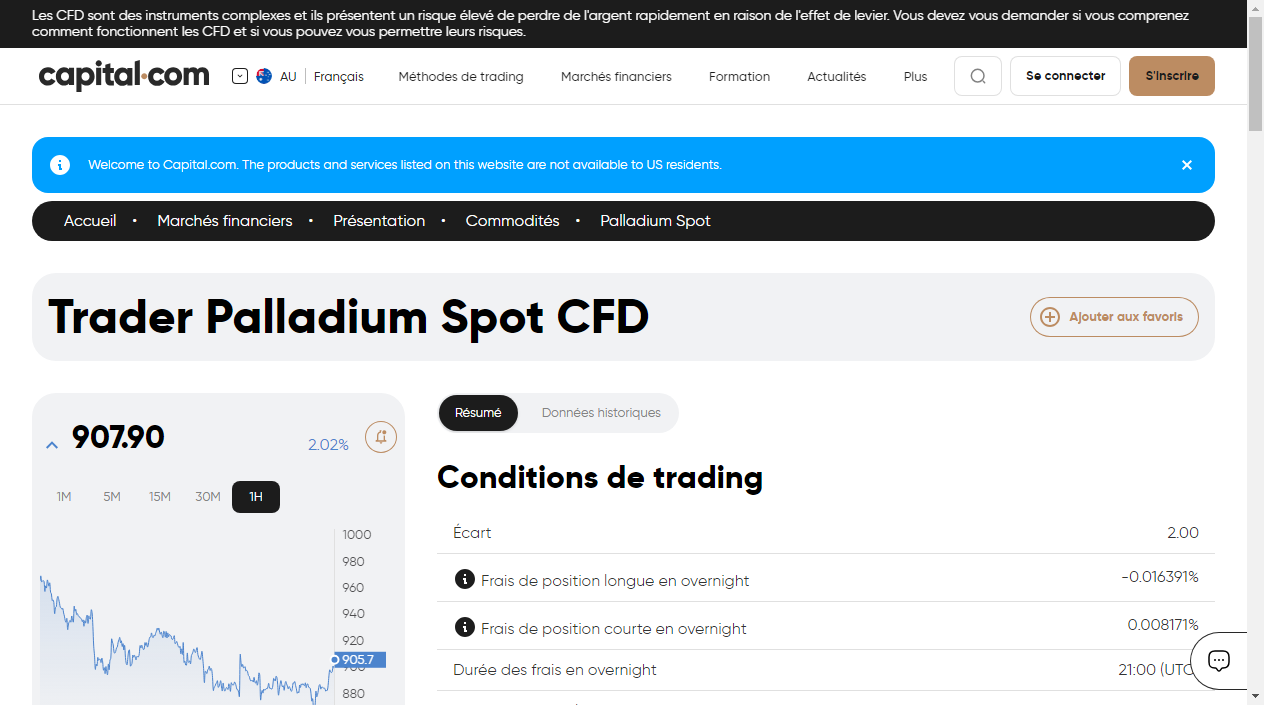 Les CFD sont des instruments complexes et ils présentent un risque élevé de perdre de l'argent rapidement en raison de l'effet de levier. Vous devez vous demander si vous comprenez
comment fonctionnent les CFD et si vous pouvez vous permettre leurs risques.
capital.com
AU Français
Méthodes de trading
Marchés financiers
Formation
Actualités
Plus
Se connecter
S'inscrire
Welcome to Capital.com. The products and services listed on this website are not available to US residents.
Accueil • Marchés financiers • Présentation • Commodités • Palladium Spot
Trader Palladium Spot CFD
Ajouter aux favoris
907.90
2.02%
1M 5M 15M 30M 1H
1000
980
960
940
920
905.7
880
Résumé
Données historiques
Conditions de trading
Écart 2.00
Frais de position longue en overnight -0.016391%
Frais de position courte en overnight 0.008171%
Durée des frais en overnight 21:00 (UTC